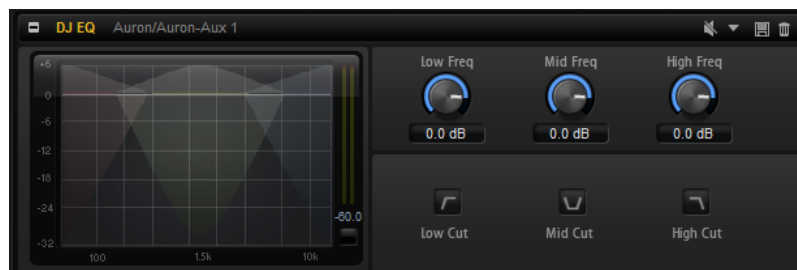 DJ EQ Auron/Auron-Aux 1
+6
0
-6
-12
-18
-24
-32
100 1.5k 10k
-60.0
Low Freq Mid Freq High Freq
0.0 dB 0.0 dB 0.0 dB
Low Cut Mid Cut High Cut